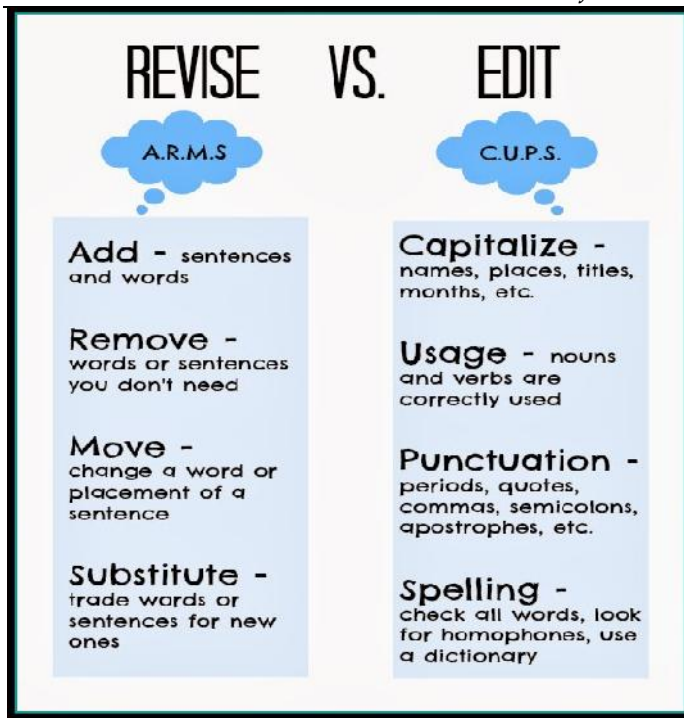 REVISE VS. EDIT
A.R.M.S
C.U.P.S.
Add - sentences
and words
Remove -
words or sentences
you don't need
Move -
change a word or
placement of a
sentence
Substitute -
trade words or
sentences for new
ones
Capitalize -
names, places, titles,
months, etc.
Usage - nouns
and verbs are
correctly used
Punctuation -
periods, quotes,
commas, semicolons,
apostrophes, etc.
Spelling -
check all words, look
for homophones, use
a dictionary